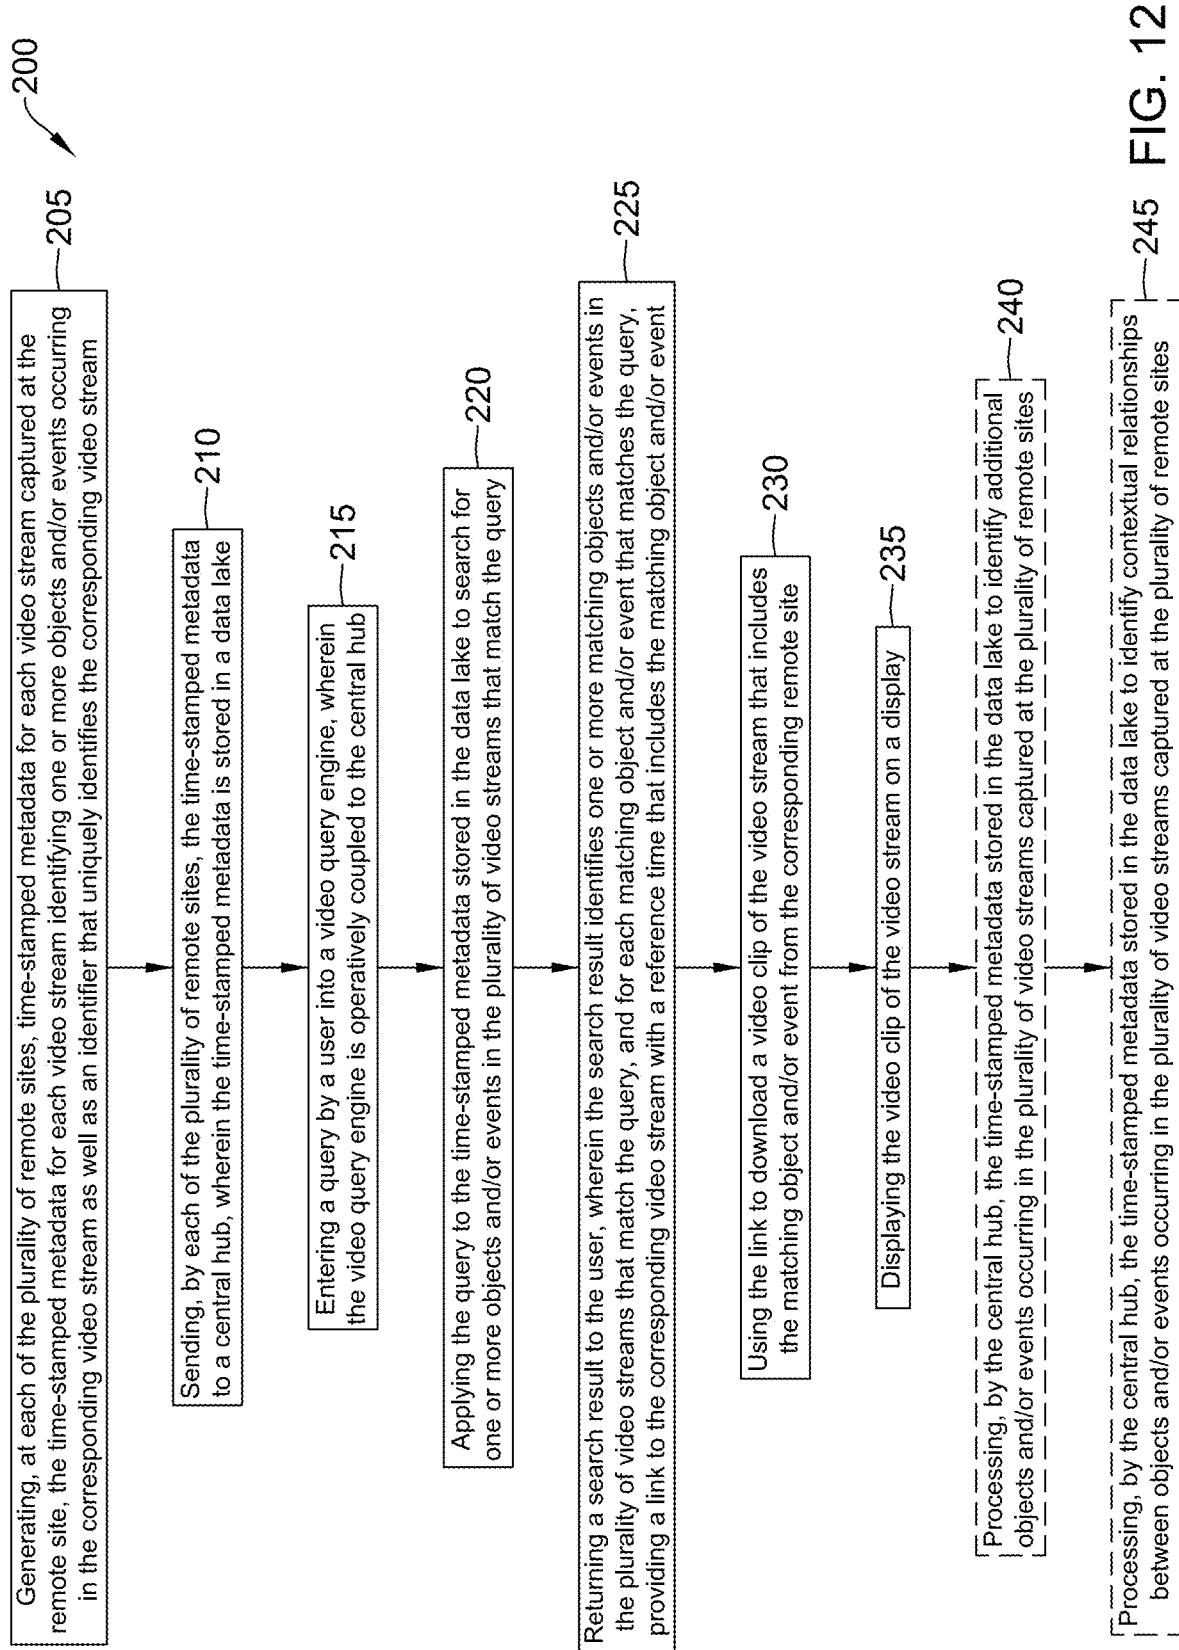 200
Generating, at each of the plurality of remote sites, time-stamped metadata for each video stream captured at the
remote site, the time-stamped metadata for each video stream identifying one or more objects and/or events occurring
in the corresponding video stream as well as an identifier that uniquely identifies the corresponding video stream
205
Sending, by each of the plurality of remote sites, the time-stamped metadata
to a central hub, wherein the time-stamped metadata is stored in a data lake
210
Entering a query by a user into a video query engine, wherein
the video query engine is operatively coupled to the central hub
215
Applying the query to the time-stamped metadata stored in the data lake to search for
one or more objects and/or events in the plurality of video streams that match the query
220
Returning a search result to the user, wherein the search result identifies one or more matching objects and/or events in
the plurality of video streams that match the query, and for each matching object and/or event that matches the query,
providing a link to the corresponding video stream with a reference time that includes the matching object and/or event
225
Using the link to download a video clip of the video stream that includes
the matching object and/or event from the corresponding remote site
230
Displaying the video clip of the video stream on a display
235
Processing, by the central hub, the time-stamped metadata stored in the data lake to identify additional
objects and/or events occurring in the plurality of video streams captured at the plurality of remote sites
240
Processing, by the central hub, the time-stamped metadata stored in the data lake to identify contextual relationships
between objects and/or events occurring in the plurality of video streams captured at the plurality of remote sites
245
FIG. 12